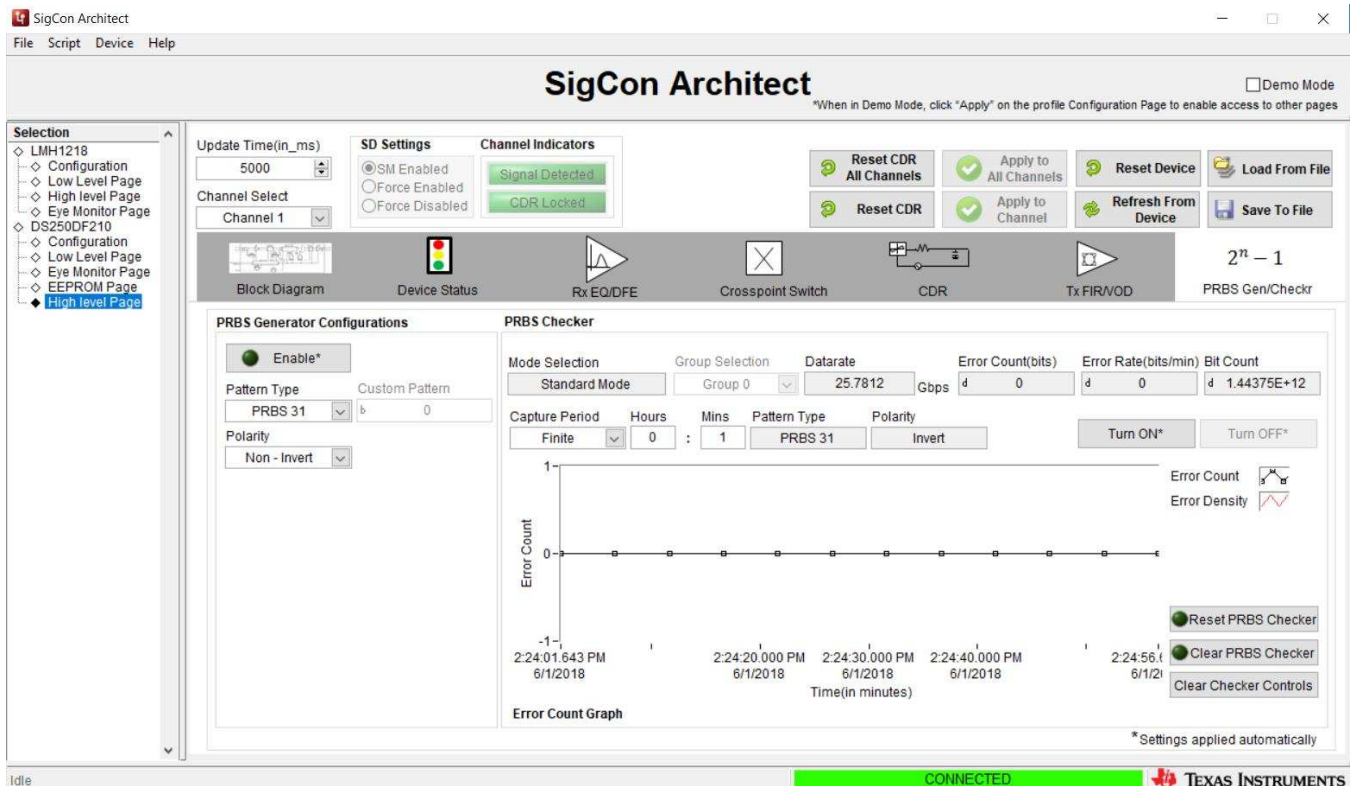 SigCon Architect
File Script Device Help
SigCon Architect
Demo Mode
*When in Demo Mode, click "Apply" on the profile Configuration Page to enable access to other pages
Selection
LMH1218
Configuration
Low Level Page
High level Page
Eye Monitor Page
DS250DF210
Configuration
Low Level Page
Eye Monitor Page
EEPROM Page
High level Page
Update Time(in_ms)
5000
Channel Select
Channel 1
SD Settings
SM Enabled
Force Enabled
Force Disabled
Channel Indicators
Signal Detected
CDR Locked
Reset CDR
All Channels
Apply to
All Channels
Reset Device
Load From File
Reset CDR
Apply to
Channel
Refresh From
Device
Save To File
Block Diagram
Device Status
Rx EQ/DFE
Crosspoint Switch
CDR
Tx FIR/VOD
2ⁿ − 1
PRBS Gen/Checkr
PRBS Generator Configurations
Enable*
Pattern Type
Custom Pattern
PRBS 31
b 0
Polarity
Non - Invert
PRBS Checker
Mode Selection
Group Selection
Datarate
Error Count(bits)
Error Rate(bits/min)
Bit Count
Standard Mode
Group 0
25.7812
Gbps
d 0
d 0
d 1.44375E+12
Capture Period
Hours
Mins
Pattern Type
Polarity
Finite
0
:
1
PRBS 31
Invert
Turn ON*
Turn OFF*
Error Count
Error Density
1
0
-1
Error Count
2:24:01.643 PM
6/1/2018
2:24:20.000 PM
6/1/2018
2:24:30.000 PM
6/1/2018
2:24:40.000 PM
6/1/2018
2:24:56.
6/1/2
Time(in minutes)
Reset PRBS Checker
Clear PRBS Checker
Clear Checker Controls
Error Count Graph
*Settings applied automatically
Idle
CONNECTED
TEXAS INSTRUMENTS